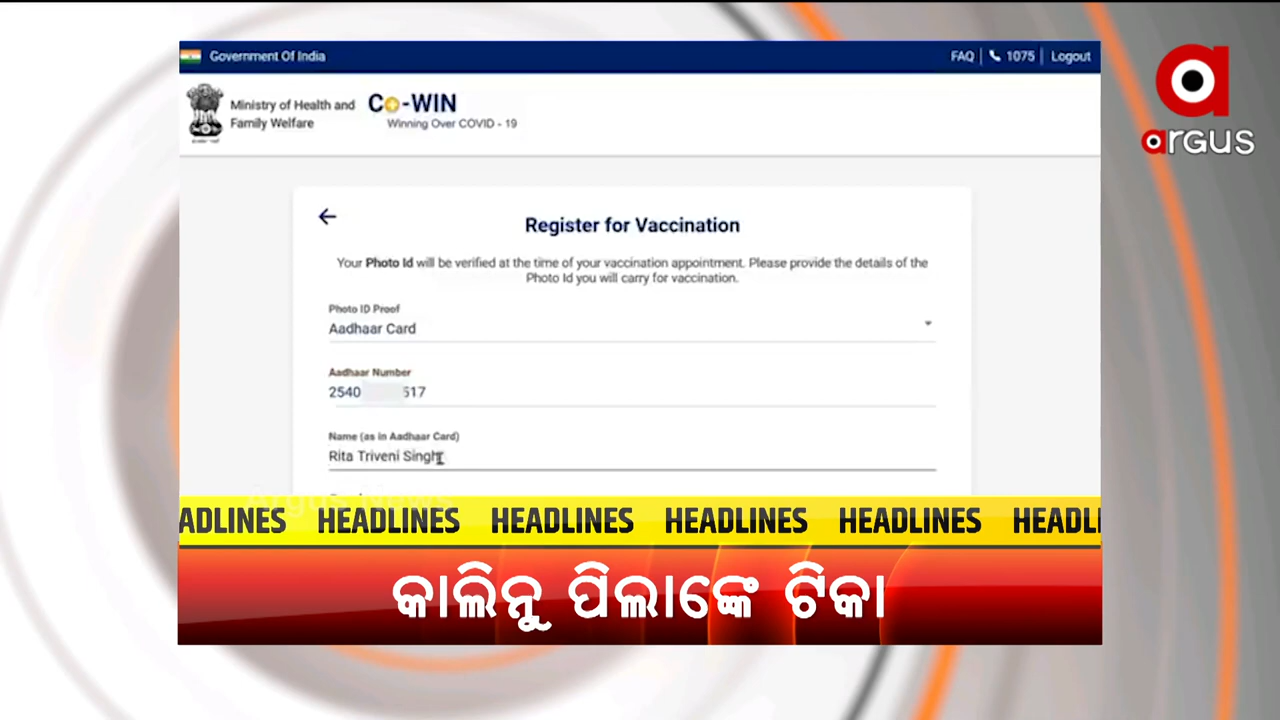 Government Of India
FAQ | 1075 | Logout
Ministry of Health and
Family Welfare
Co-WIN
Winning Over COVID - 19
argus
Register for Vaccination
Your Photo Id will be verified at the time of your vaccination appointment. Please provide the details of the
Photo Id you will carry for vaccination.
Photo ID Proof
Aadhaar Card
Aadhaar Number
2540 517
Name (as in Aadhaar Card)
Rita Triveni Singh
Argus News
ADLINES HEADLINES HEADLINES HEADLINES HEADLINES HEADLI
କାଲିନୁ ପିଲାଙ୍କେ ଟିକା